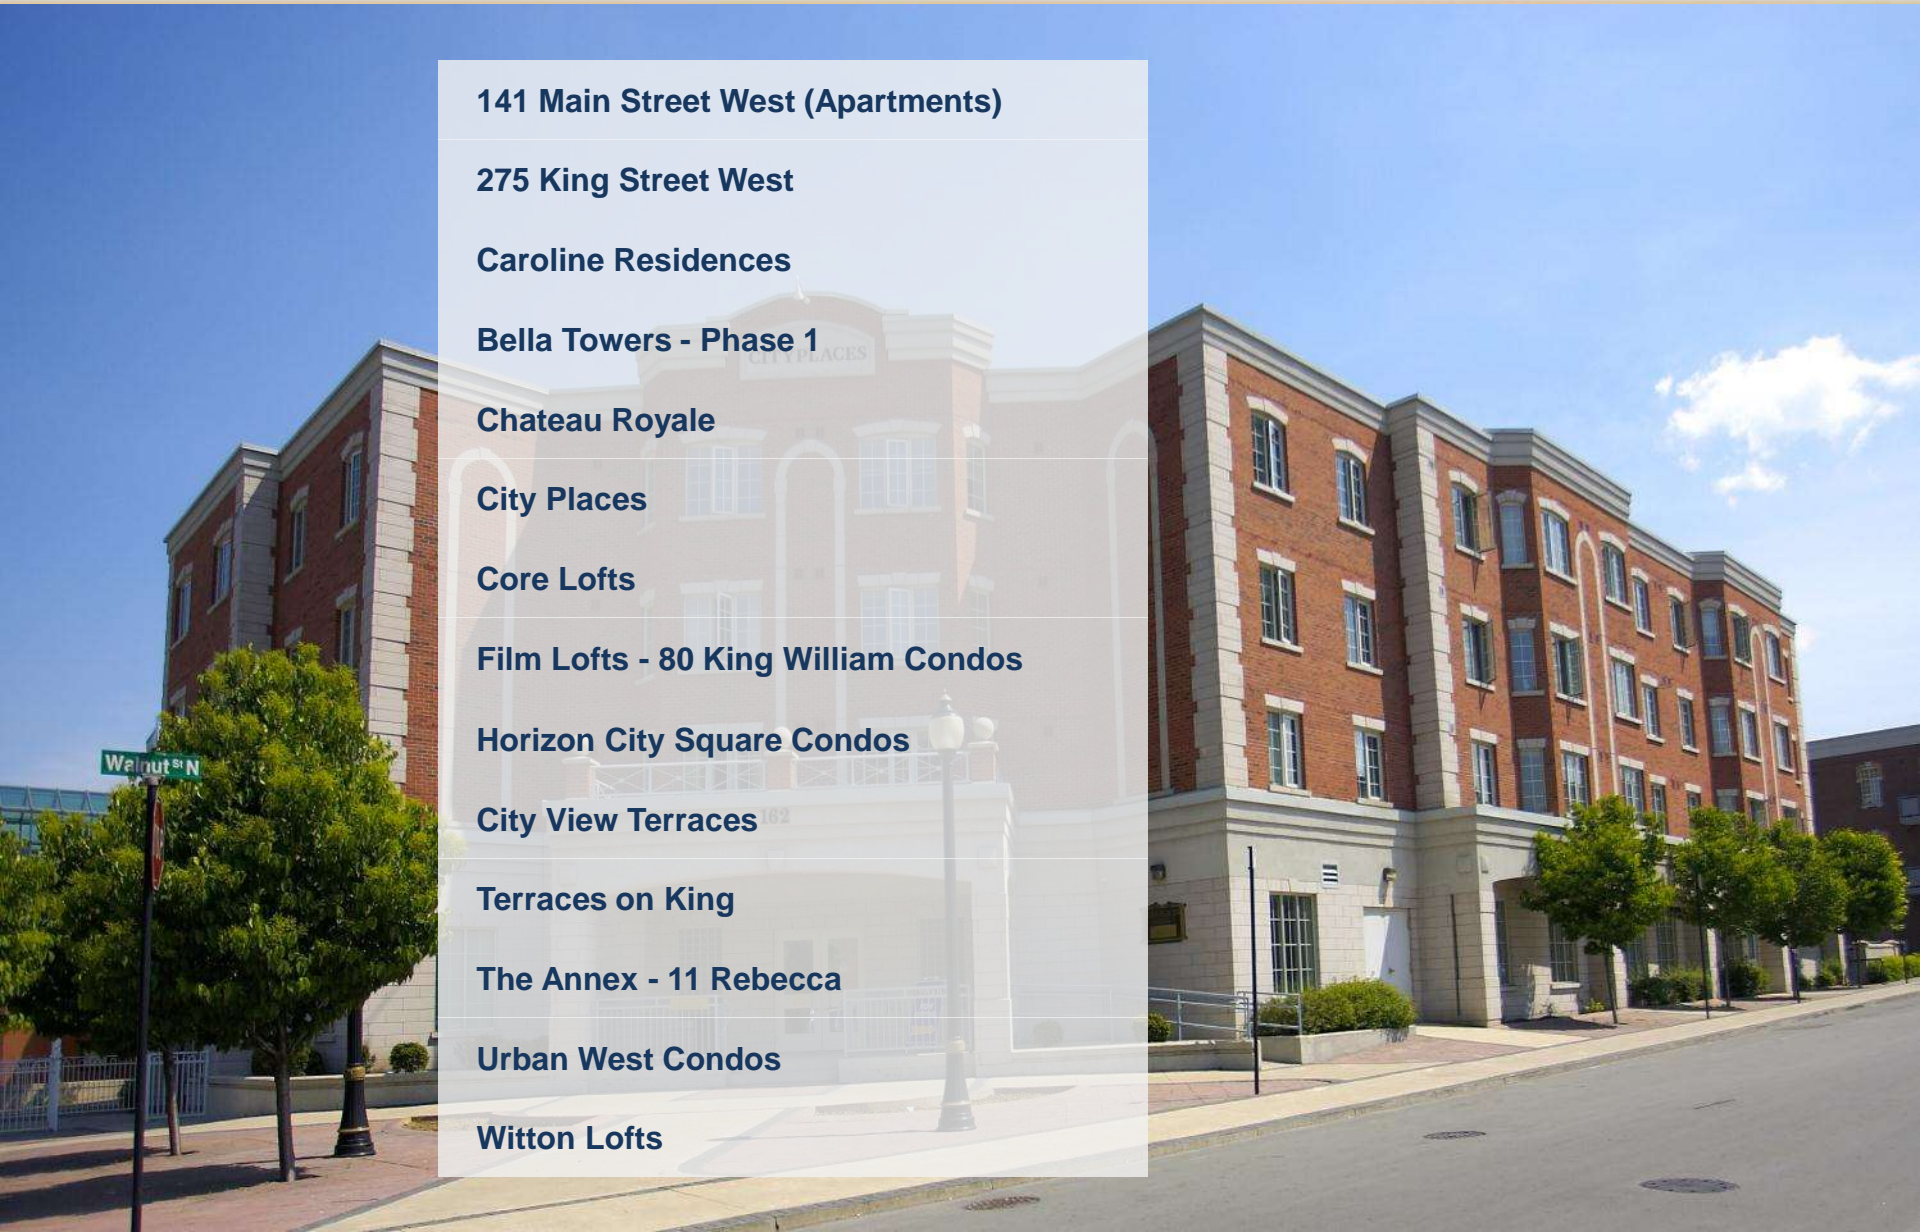 141 Main Street West (Apartments)
275 King Street West
Caroline Residences
Bella Towers - Phase 1
CITYPLACES
Chateau Royale
City Places
Core Lofts
Film Lofts - 80 King William Condos
Horizon City Square Condos
Walnut St N
City View Terraces
162
Terraces on King
The Annex - 11 Rebecca
Urban West Condos
Witton Lofts